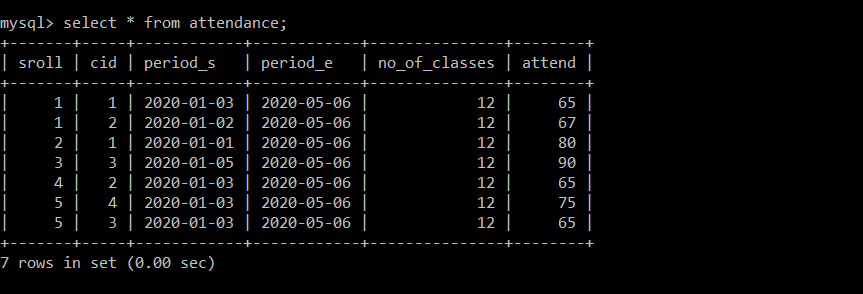 mysql> select * from attendance;
+-------+-----+------------+------------+---------------+--------+
| sroll | cid | period_s   | period_e   | no_of_classes | attend |
+-------+-----+------------+------------+---------------+--------+
|     1 |   1 | 2020-01-03 | 2020-05-06 |            12 |     65 |
|     1 |   2 | 2020-01-02 | 2020-05-06 |            12 |     67 |
|     2 |   1 | 2020-01-01 | 2020-05-06 |            12 |     80 |
|     3 |   3 | 2020-01-05 | 2020-05-06 |            12 |     90 |
|     4 |   2 | 2020-01-03 | 2020-05-06 |            12 |     65 |
|     5 |   4 | 2020-01-03 | 2020-05-06 |            12 |     75 |
|     5 |   3 | 2020-01-03 | 2020-05-06 |            12 |     65 |
+-------+-----+------------+------------+---------------+--------+
7 rows in set (0.00 sec)